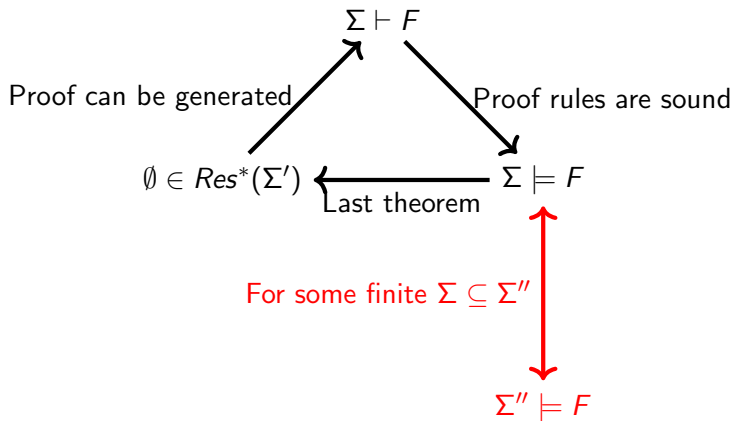 Σ ⊢ F
Proof can be generated
Proof rules are sound
∅ ∈ Res*(Σ′)
Σ ⊨ F
Last theorem
For some finite Σ ⊆ Σ″
Σ″ ⊨ F